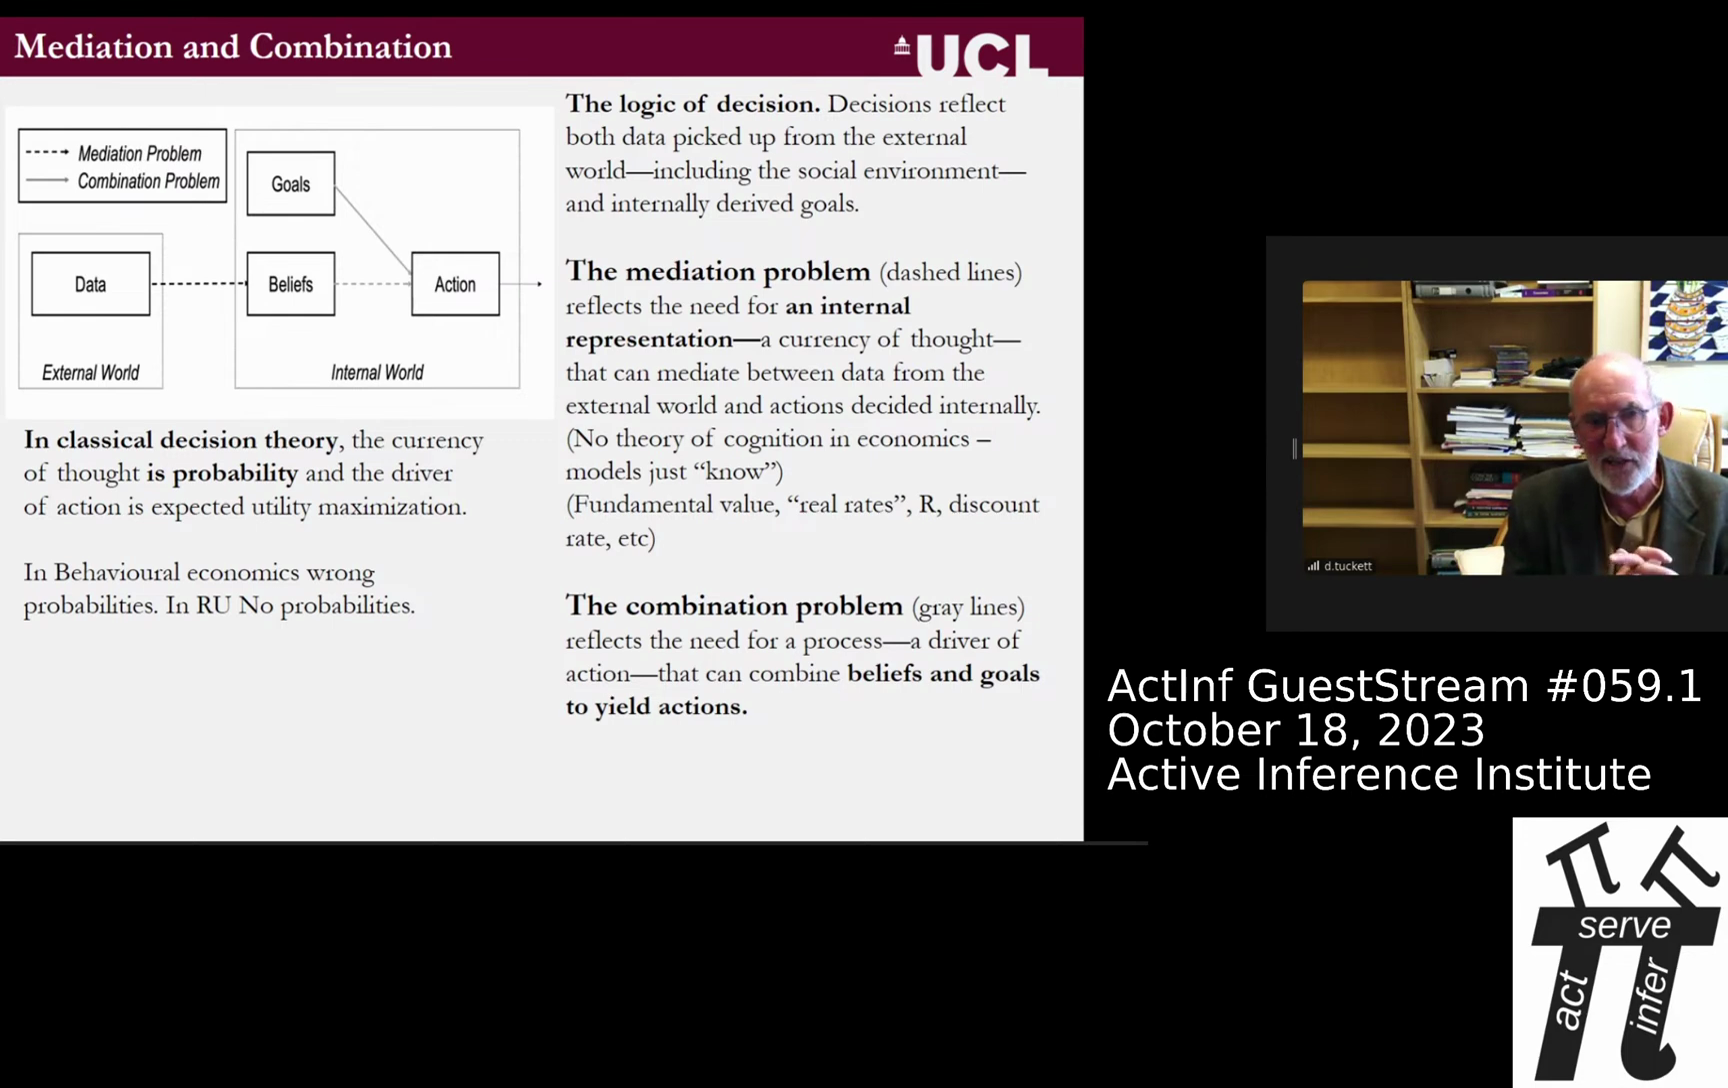 Mediation and Combination
UCL
Mediation Problem
Combination Problem
Goals
Data
Beliefs
Action
External World
Internal World
In classical decision theory, the currency
of thought is probability and the driver
of action is expected utility maximization.
In Behavioural economics wrong
probabilities. In RU No probabilities.
The logic of decision. Decisions reflect
both data picked up from the external
world—including the social environment—
and internally derived goals.
The mediation problem (dashed lines)
reflects the need for an internal
representation—a currency of thought—
that can mediate between data from the
external world and actions decided internally.
(No theory of cognition in economics –
models just “know”)
(Fundamental value, “real rates”, R, discount
rate, etc)
The combination problem (gray lines)
reflects the need for a process—a driver of
action—that can combine beliefs and goals
to yield actions.
d.tuckett
ActInf GuestStream #059.1
October 18, 2023
Active Inference Institute
serve
act
infer